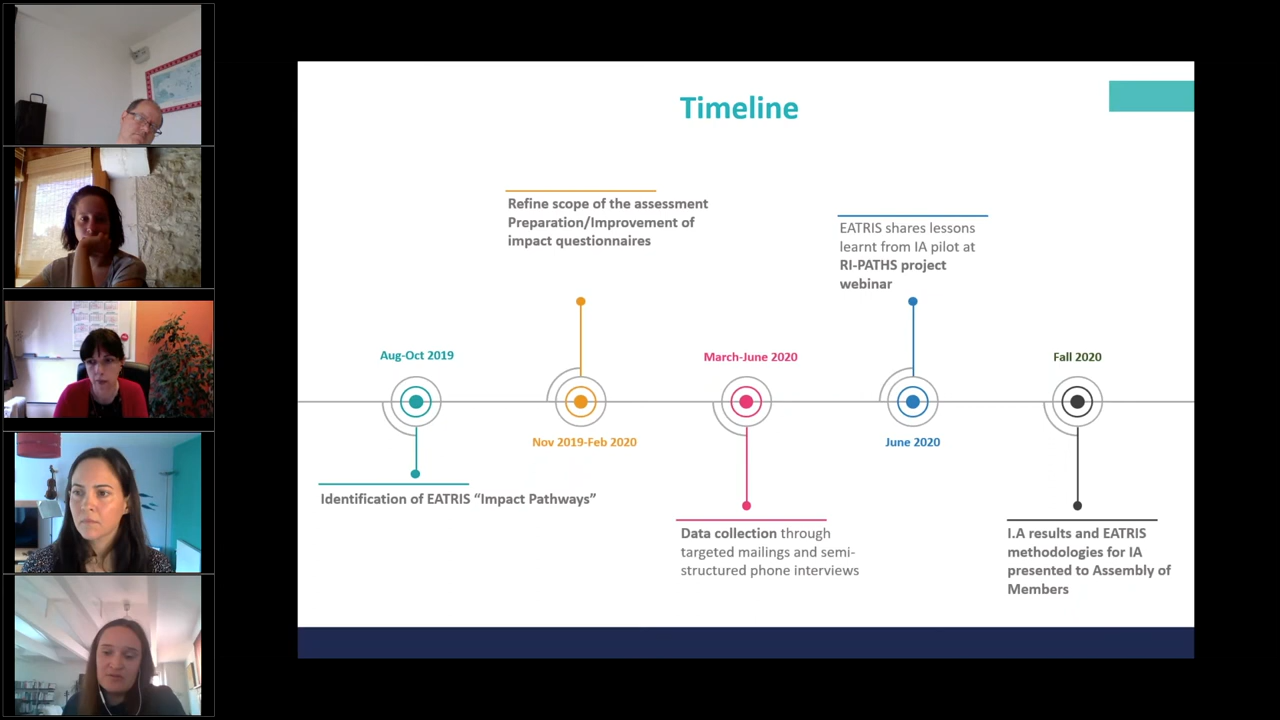 Timeline
Refine scope of the assessment
Preparation/Improvement of
impact questionnaires
EATRIS shares lessons
learnt from IA pilot at
RI-PATHS project
webinar
Aug-Oct 2019
March-June 2020
Fall 2020
Nov 2019-Feb 2020
June 2020
Identification of EATRIS “Impact Pathways”
Data collection through
targeted mailings and semi-
structured phone interviews
I.A results and EATRIS
methodologies for IA
presented to Assembly of
Members